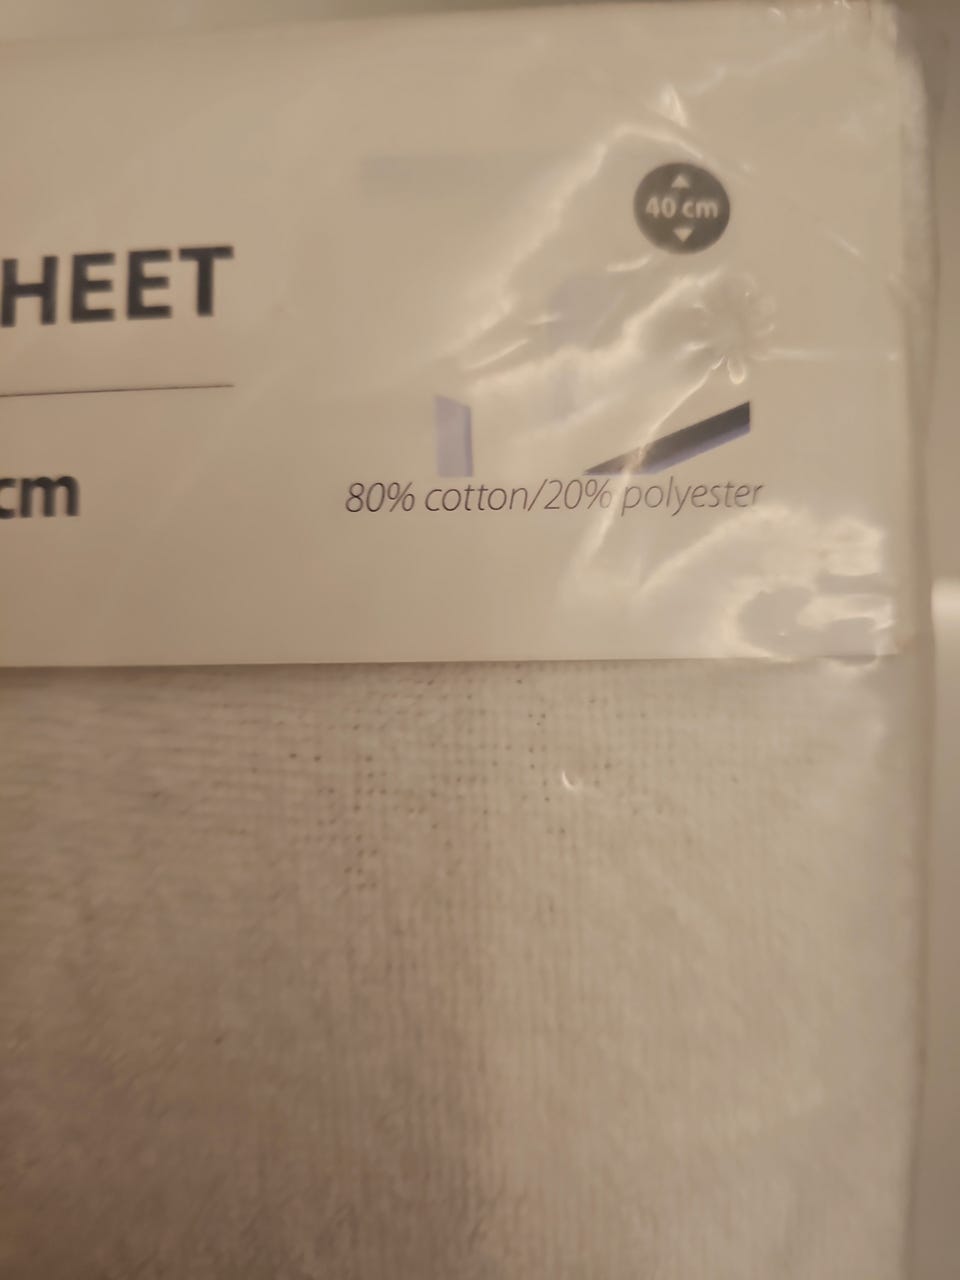 40 cm
HEET
cm
80% cotton/20% polyester